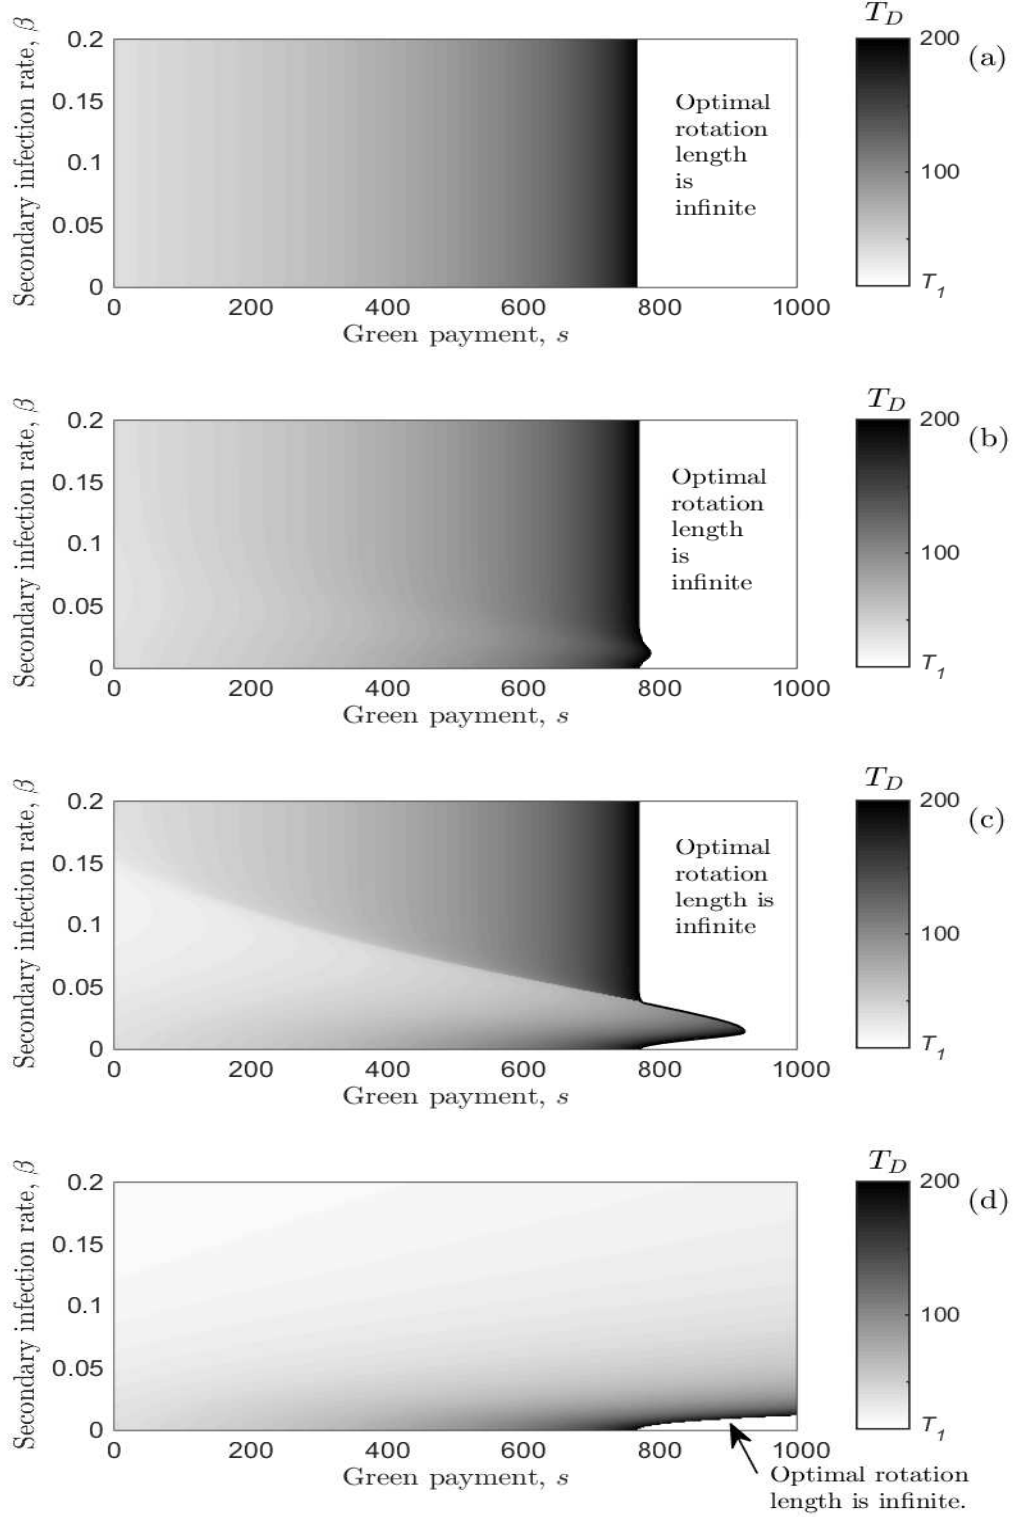 T_D
200
(a)
Secondary infection rate, β
0.2
0.15
0.1
0.05
0
Optimal
rotation
length
is
infinite
100
T_1
0 200 400 600 800 1000
Green payment, s
T_D
200
(b)
Secondary infection rate, β
0.2
0.15
0.1
0.05
0
Optimal
rotation
length
is
infinite
100
T_1
0 200 400 600 800 1000
Green payment, s
T_D
200
(c)
Secondary infection rate, β
0.2
0.15
0.1
0.05
0
Optimal
rotation
length is
infinite
100
T_1
0 200 400 600 800 1000
Green payment, s
T_D
200
(d)
Secondary infection rate, β
0.2
0.15
0.1
0.05
0
100
T_1
0 200 400 600 800 1000
Green payment, s
Optimal rotation
length is infinite.